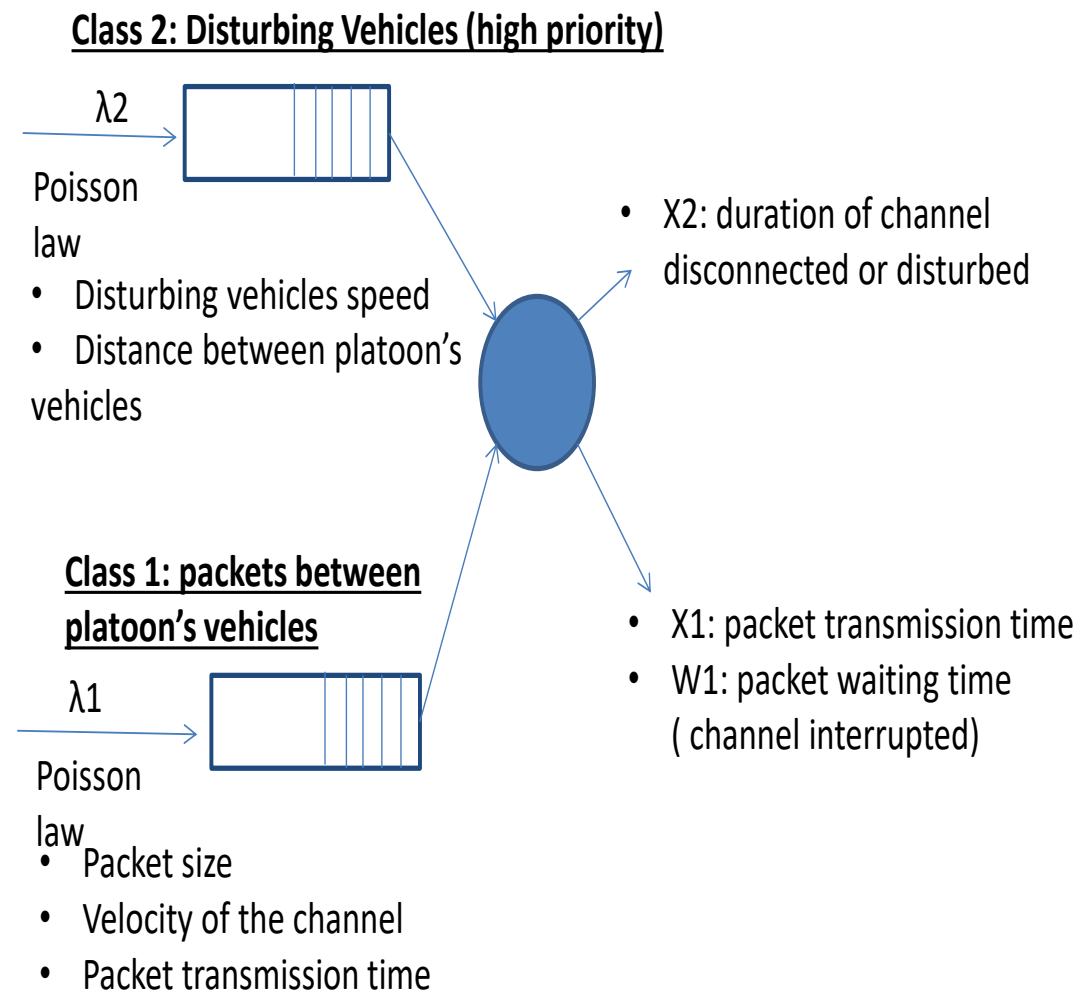 Class 2: Disturbing Vehicles (high priority)
λ2
Poisson
law
• Disturbing vehicles speed
• Distance between platoon’s
vehicles
• X2: duration of channel
disconnected or disturbed
Class 1: packets between
platoon’s vehicles
λ1
Poisson
law
• Packet size
• Velocity of the channel
• Packet transmission time
• X1: packet transmission time
• W1: packet waiting time
( channel interrupted)